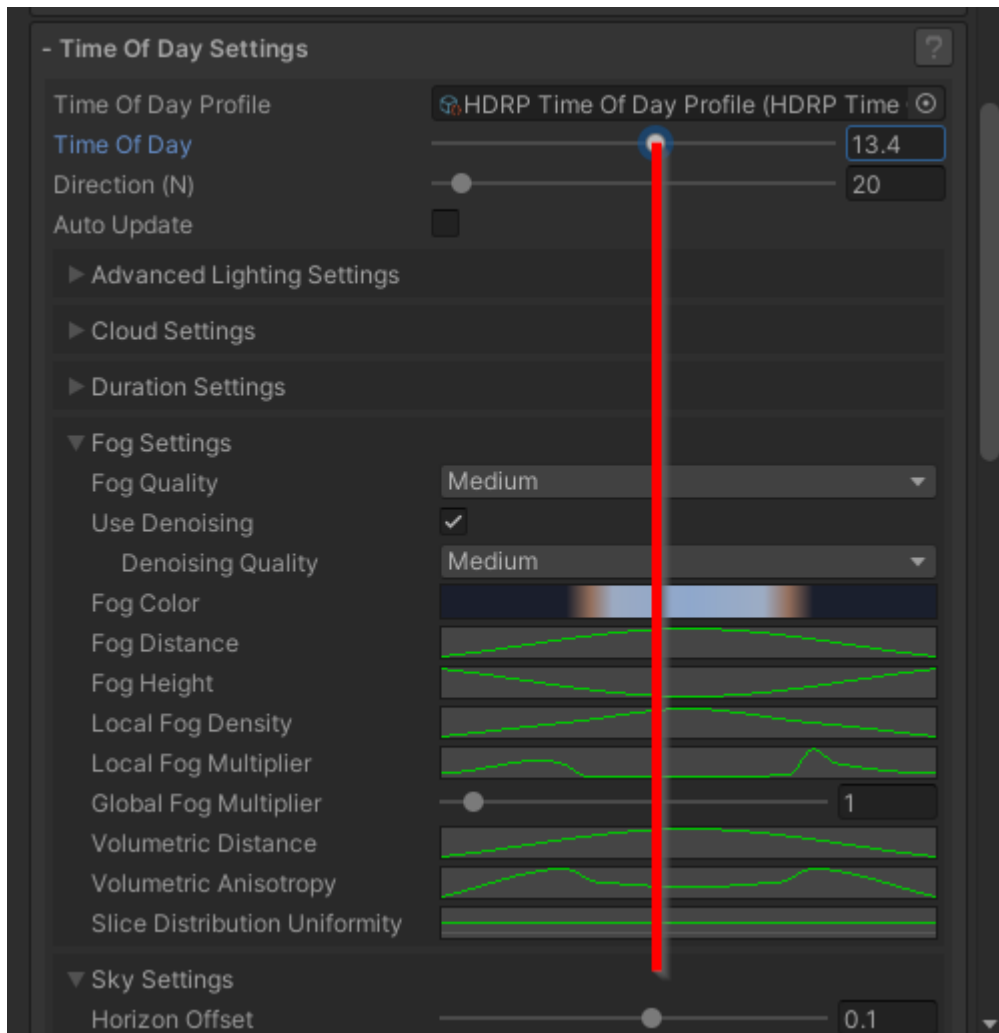 - Time Of Day Settings
?
Time Of Day Profile HDRP Time Of Day Profile (HDRP Time
Time Of Day 13.4
Direction (N) 20
Auto Update
Advanced Lighting Settings
Cloud Settings
Duration Settings
Fog Settings
Fog Quality Medium
Use Denoising
Denoising Quality Medium
Fog Color
Fog Distance
Fog Height
Local Fog Density
Local Fog Multiplier
Global Fog Multiplier 1
Volumetric Distance
Volumetric Anisotropy
Slice Distribution Uniformity
Sky Settings
Horizon Offset 0.1